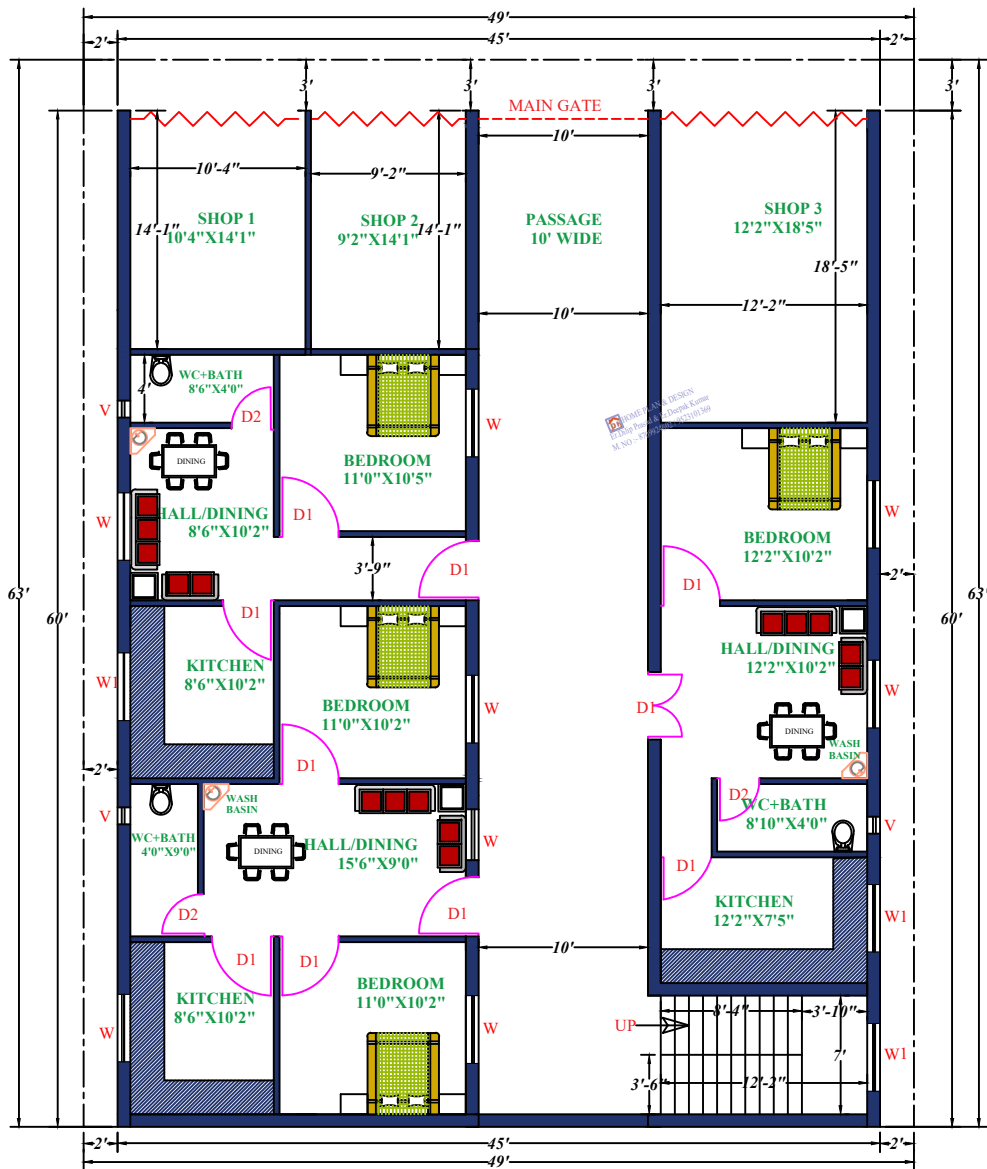 49'
2'
45'
2'
3'
3'
3'
3'
MAIN GATE
10'
10'-4"
9'-2"
SHOP 1
10'4"X14'1"
14'-1"
SHOP 2
9'2"X14'1"
14'-1"
PASSAGE
10' WIDE
SHOP 3
12'2"X18'5"
18'-5"
12'-2"
10'
WC+BATH
8'6"X4'0"
4'
V
D2
W
HOME PLAN & DESIGN
DINING
BEDROOM
11'0"X10'5"
HALL/DINING
8'6"X10'2"
W
D1
W
BEDROOM
12'2"X10'2"
3'-9"
D1
D1
2'
63'
60'
60'
63'
D1
KITCHEN
8'6"X10'2"
W1
BEDROOM
11'0"X10'2"
W
HALL/DINING
12'2"X10'2"
W
D1
DINING
WASH
BASIN
2'
D1
D2
WC+BATH
8'10"X4'0"
V
V
WASH
BASIN
WC+BATH
4'0"X9'0"
DINING
HALL/DINING
15'6"X9'0"
W
D1
KITCHEN
12'2"X7'5"
W1
D2
D1
10'
D1
D1
KITCHEN
8'6"X10'2"
W
BEDROOM
11'0"X10'2"
W
UP
8'-4"
3'-10"
7'
W1
3'-6"
12'-2"
2'
45'
2'
49'